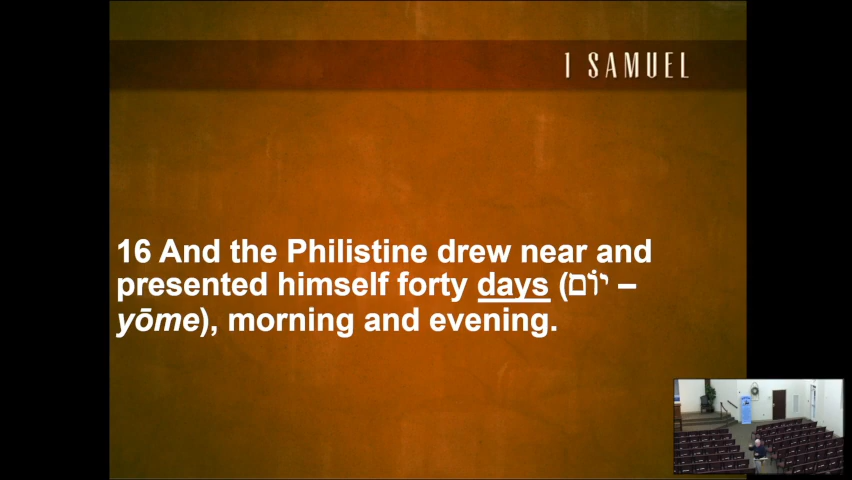 1 SAMUEL
16 And the Philistine drew near and
presented himself forty days (יוֹם –
yōme), morning and evening.